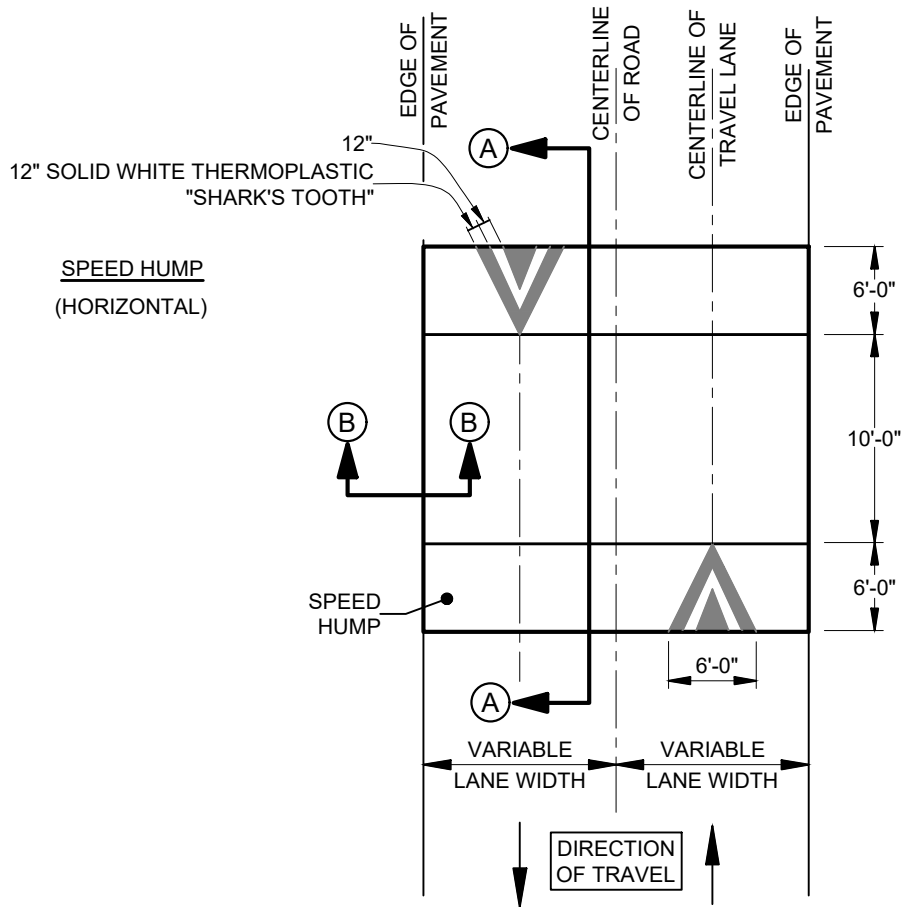 EDGE OF
PAVEMENT
CENTERLINE
OF ROAD
CENTERLINE OF
TRAVEL LANE
EDGE OF
PAVEMENT
A
12"
12" SOLID WHITE THERMOPLASTIC
"SHARK'S TOOTH"
SPEED HUMP
(HORIZONTAL)
6'-0"
B
B
10'-0"
SPEED
HUMP
6'-0"
6'-0"
A
VARIABLE
LANE WIDTH
VARIABLE
LANE WIDTH
DIRECTION
OF TRAVEL